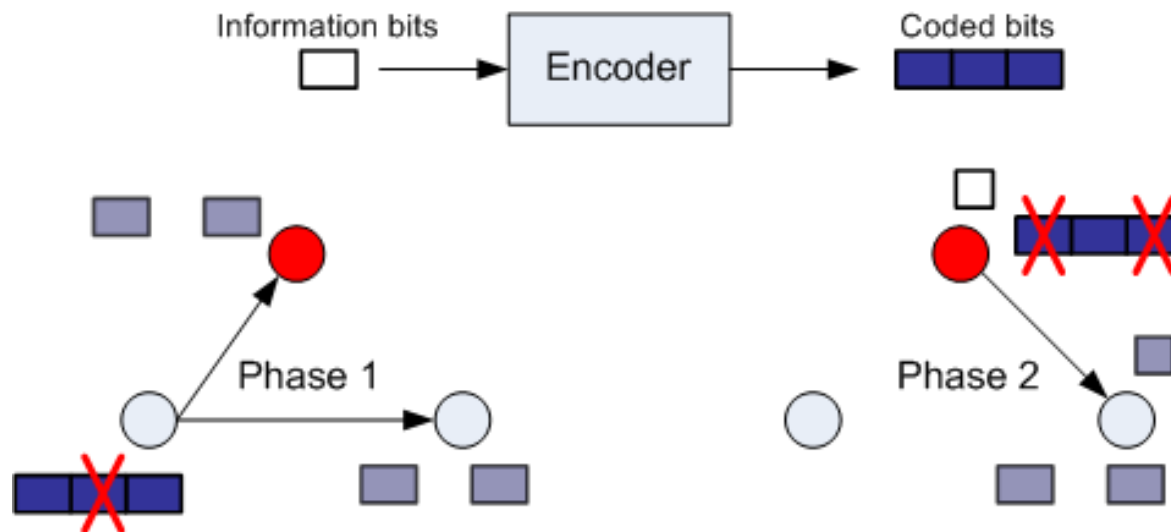 Information bits
Encoder
Coded bits
Phase 1
Phase 2